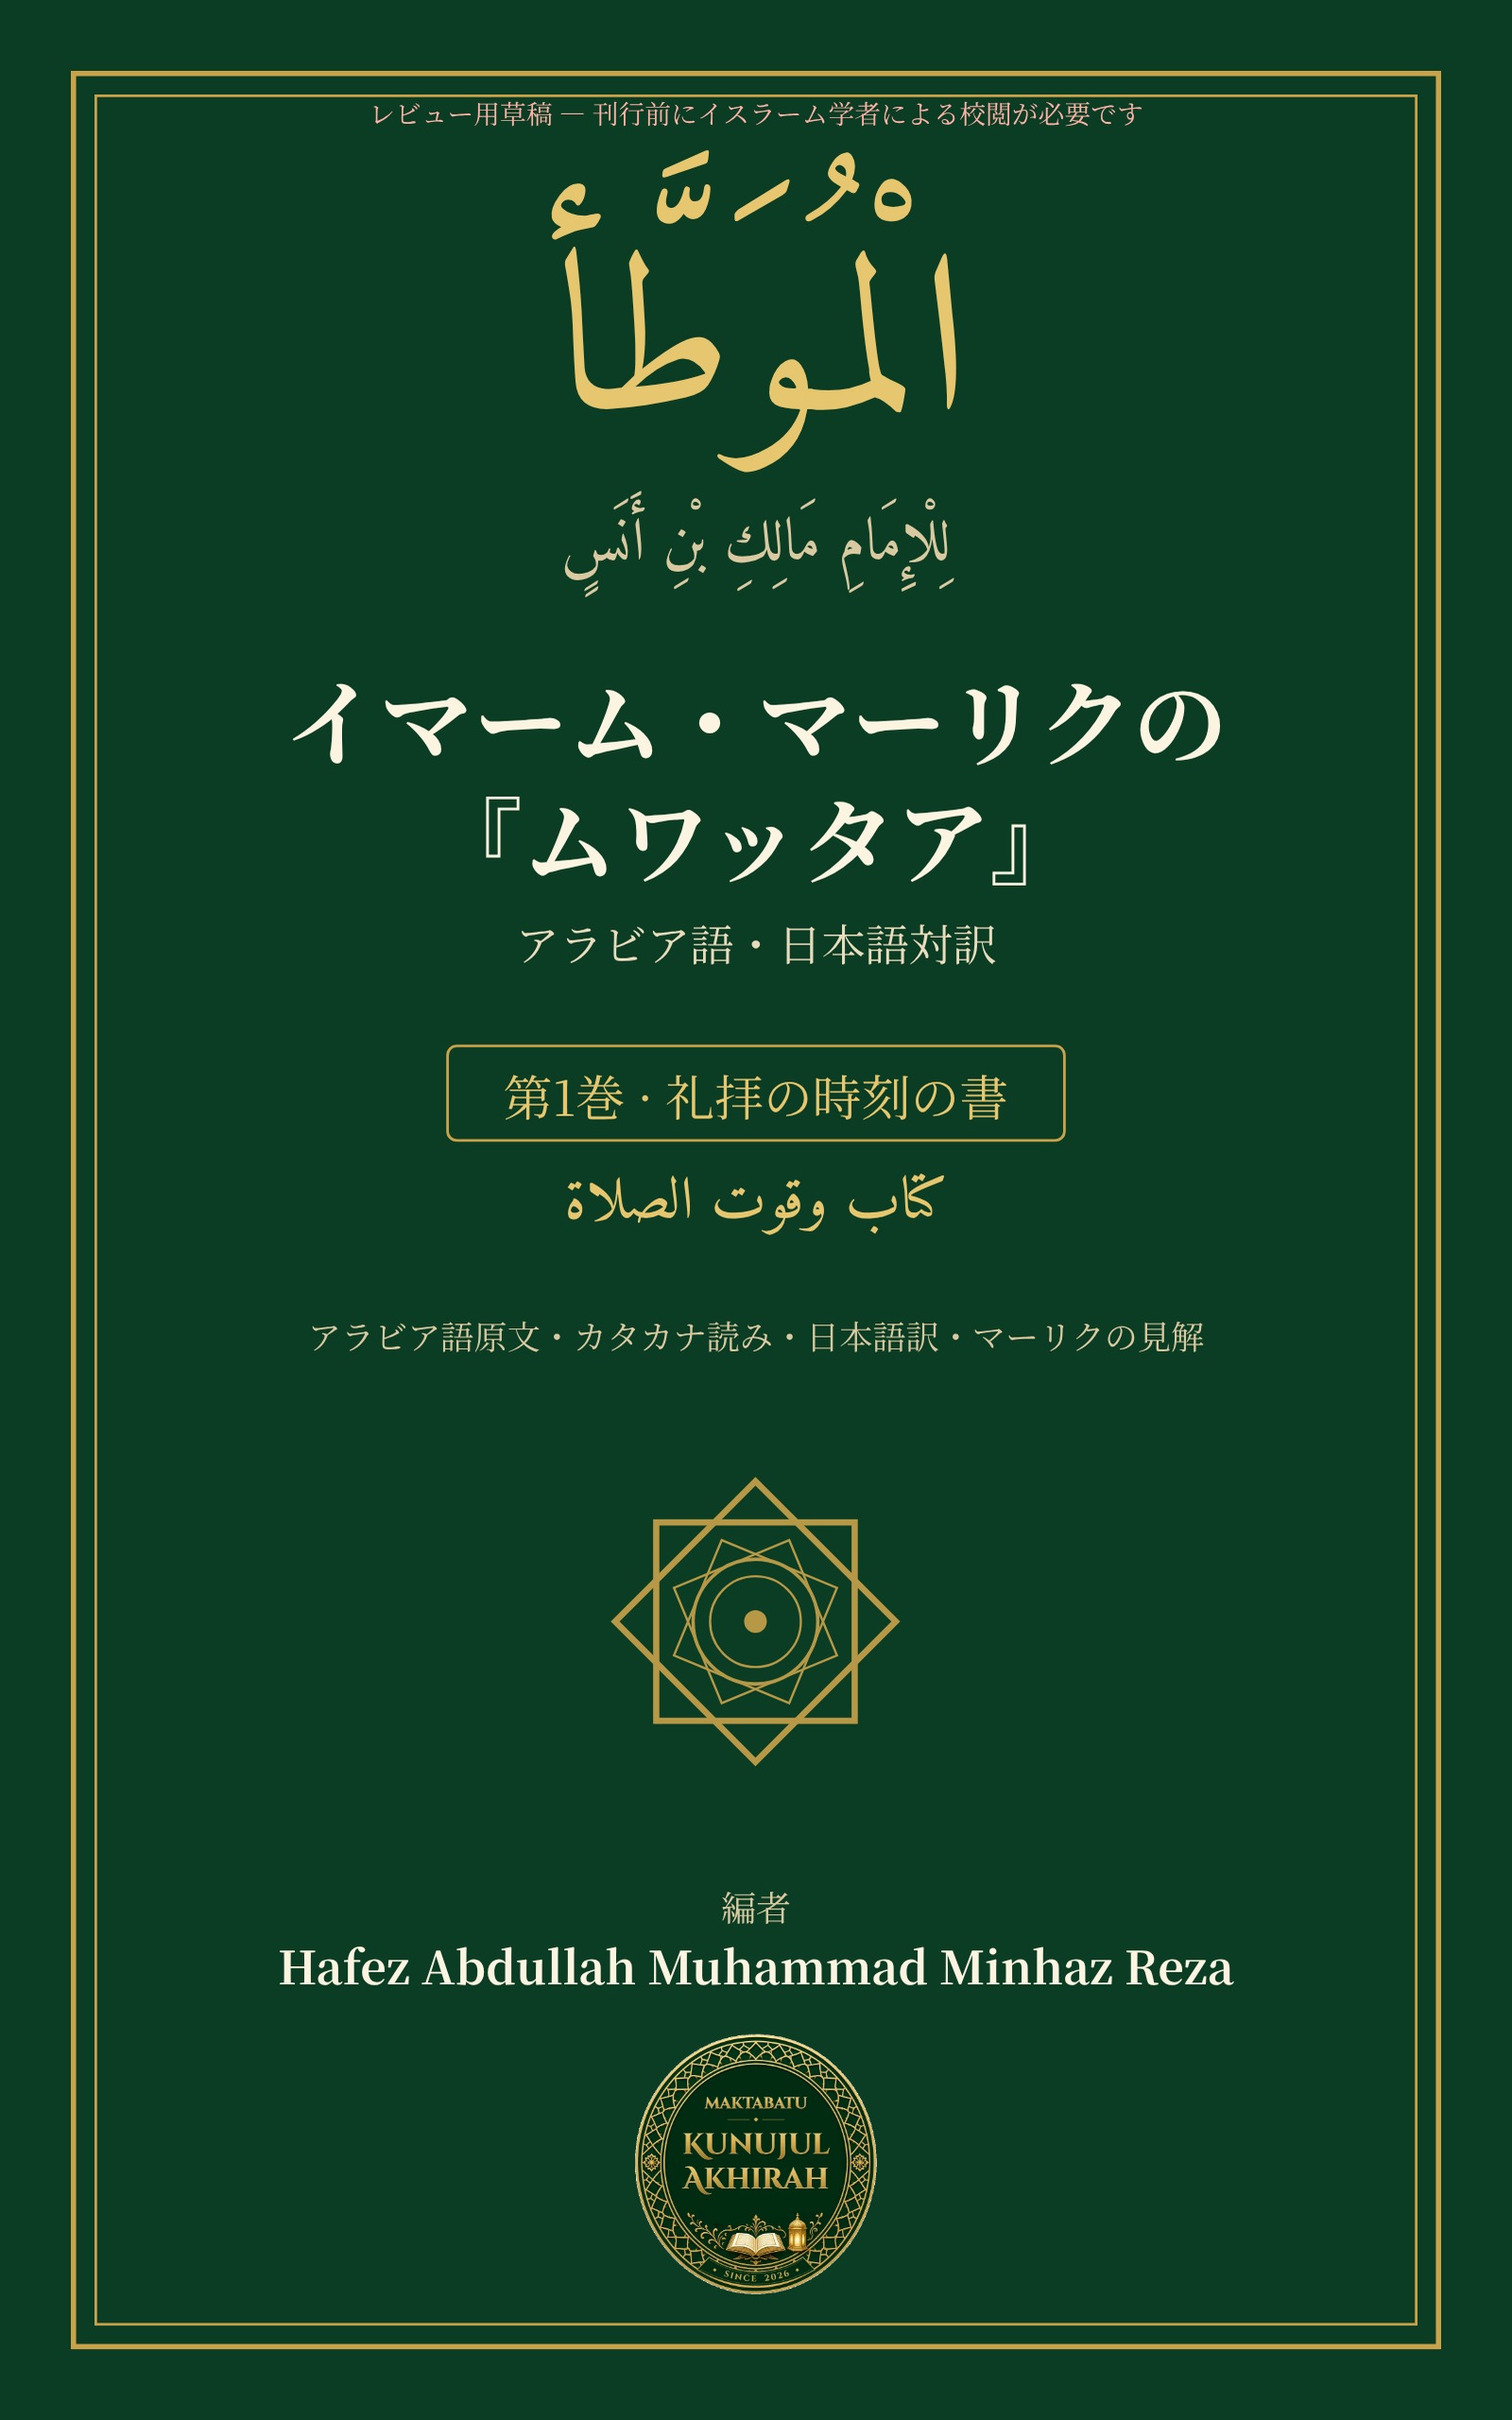 レビュー用草稿 — 刊行前にイスラーム学者による校閲が必要です
الْمُوَطَّأ
لِلْإِمَامِ مَالِكِ بْنِ أَنَسٍ
イマーム・マーリクの
『ムワッタア』
アラビア語・日本語対訳
第1巻 · 礼拝の時刻の書
كتاب وقوت الصلاة
アラビア語原文・カタカナ読み・日本語訳・マーリクの見解
編者
Hafez Abdullah Muhammad Minhaz Reza
MAKTABATU
KUNUJUL
AKHIRAH
• SINCE 2026 •